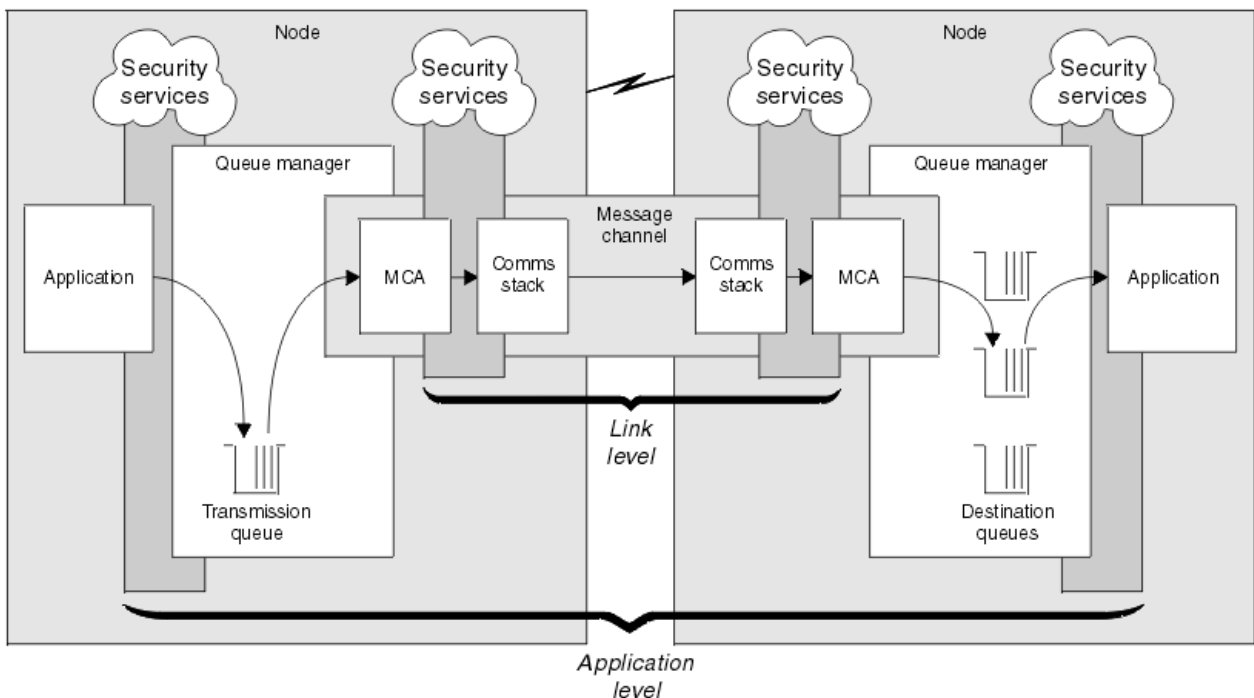 Node
Node
Security
services
Security
services
Security
services
Security
services
Queue manager
Queue manager
Message
channel
Application
MCA
Comms
stack
Comms
stack
MCA
Application
Link
level
Transmission
queue
Destination
queues
Application
level